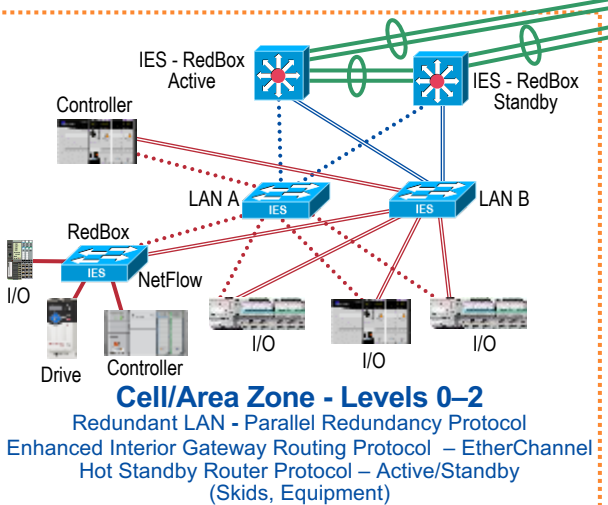 IES - RedBox
Active
IES - RedBox
Standby
Controller
LAN A
IES
LAN B
IES
RedBox
IES
NetFlow
I/O
Drive
Controller
I/O
I/O
I/O
Cell/Area Zone - Levels 0–2
Redundant LAN - Parallel Redundancy Protocol
Enhanced Interior Gateway Routing Protocol – EtherChannel
Hot Standby Router Protocol – Active/Standby
(Skids, Equipment)